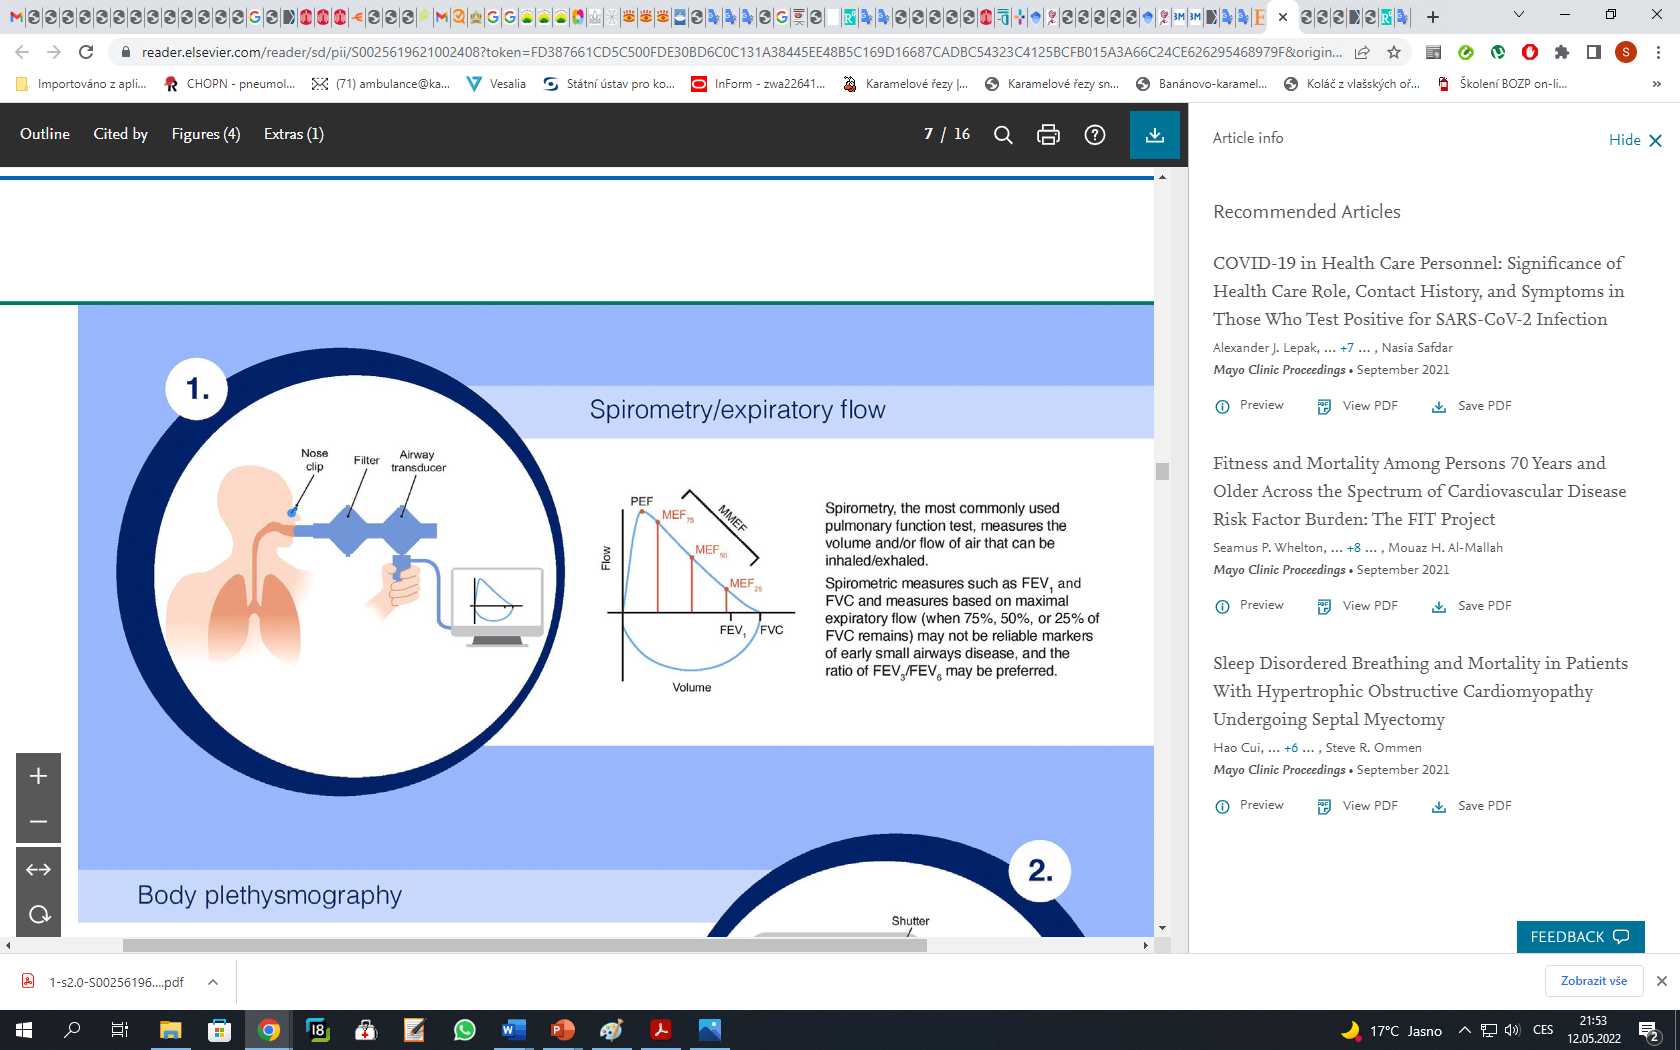 reader.elsevier.com/reader/sd/pii/S0025619621002408?token=FD387661CD5C500FDE30BD6C0C131A38445EE48B5C169D16687CADBC54323C4125BCFB015A3A66C24CE626295468979F&origin...
S
Importováno z apli...
CHOPN - pneumol...
(71) ambulance@ka...
Vesalia
Státní ústav pro ko...
InForm - zwa22641...
Karamelové řezy |...
Karamelové řezy sn...
Banánovo-karamel...
Koláč z vlašských oř...
Školení BOZP on-li...
»
Outline
Cited by
Figures (4)
Extras (1)
7 / 16
Article info
Hide
Recommended Articles
COVID-19 in Health Care Personnel: Significance of
Health Care Role, Contact History, and Symptoms in
Those Who Test Positive for SARS-CoV-2 Infection
Alexander J. Lepak, ... +7 ... , Nasia Safdar
Mayo Clinic Proceedings • September 2021
Preview
View PDF
Save PDF
Fitness and Mortality Among Persons 70 Years and
Older Across the Spectrum of Cardiovascular Disease
Risk Factor Burden: The FIT Project
Seamus P. Whelton, ... +8 ... , Mouaz H. Al-Mallah
Mayo Clinic Proceedings • September 2021
Preview
View PDF
Save PDF
Sleep Disordered Breathing and Mortality in Patients
With Hypertrophic Obstructive Cardiomyopathy
Undergoing Septal Myectomy
Hao Cui, ... +6 ... , Steve R. Ommen
Mayo Clinic Proceedings • September 2021
Preview
View PDF
Save PDF
FEEDBACK
1.
Spirometry/expiratory flow
Nose
clip
Filter
Airway
transducer
PEF
MEF75
MMEF
MEF50
MEF25
Flow
FEV1
FVC
Volume
Spirometry, the most commonly used
pulmonary function test, measures the
volume and/or flow of air that can be
inhaled/exhaled.
Spirometric measures such as FEV1 and
FVC and measures based on maximal
expiratory flow (when 75%, 50%, or 25% of
FVC remains) may not be reliable markers
of early small airways disease, and the
ratio of FEV3/FEV6 may be preferred.
2.
Body plethysmography
Shutter
1-s2.0-S00256196....pdf
Zobrazit vše
17°C Jasno
CES
21:53
12.05.2022
2